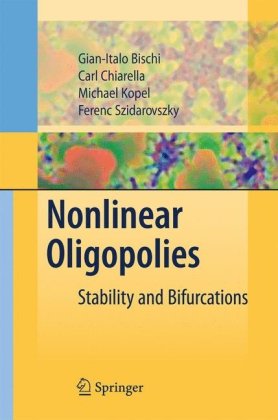 Gian-Italo Bischi
Carl Chiarella
Michael Kopel
Ferenc Szidarovszky
Nonlinear
Oligopolies
Stability and Bifurcations
Springer